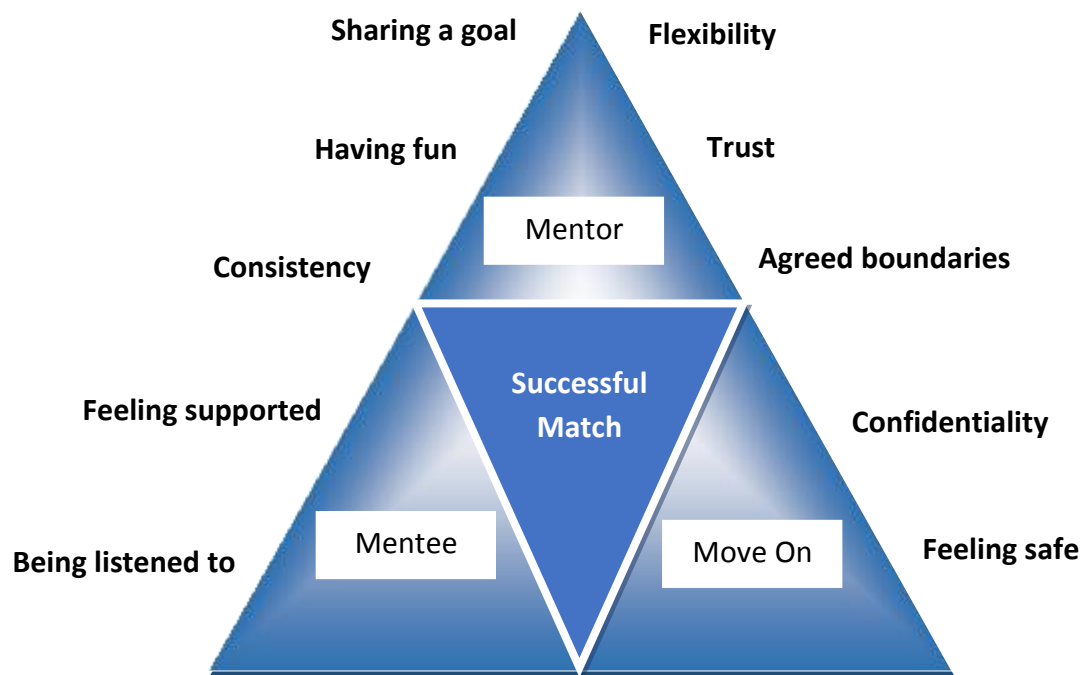 Sharing a goal
Flexibility
Having fun
Trust
Mentor
Consistency
Agreed boundaries
Successful
Match
Feeling supported
Confidentiality
Mentee
Move On
Being listened to
Feeling safe